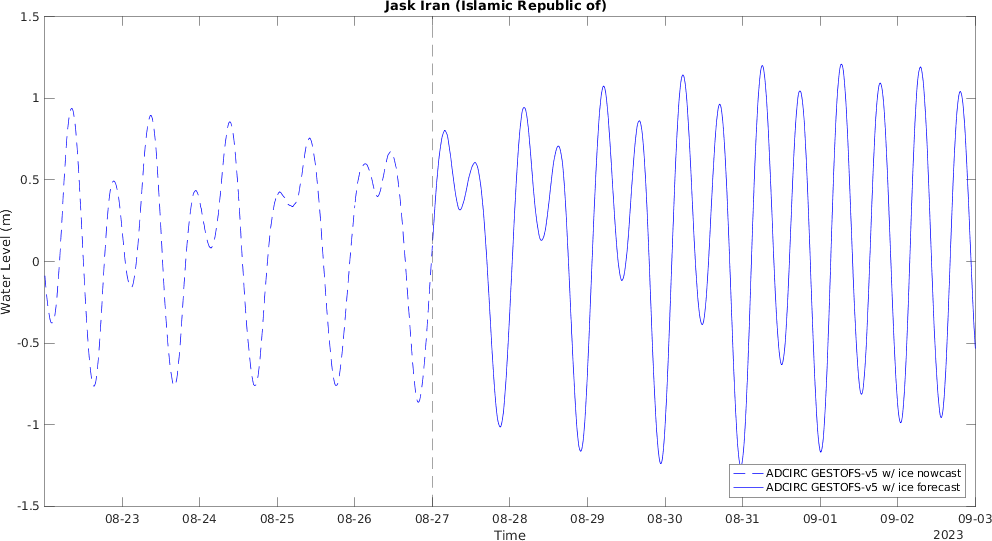 Jask Iran (Islamic Republic of)
Water Level (m)
1.5
1
0.5
0
-0.5
-1
-1.5
ADCIRC GESTOFS-v5 w/ ice nowcast
ADCIRC GESTOFS-v5 w/ ice forecast
08-23 08-24 08-25 08-26 08-27 08-28 08-29 08-30 08-31 09-01 09-02 09-03
Time
2023